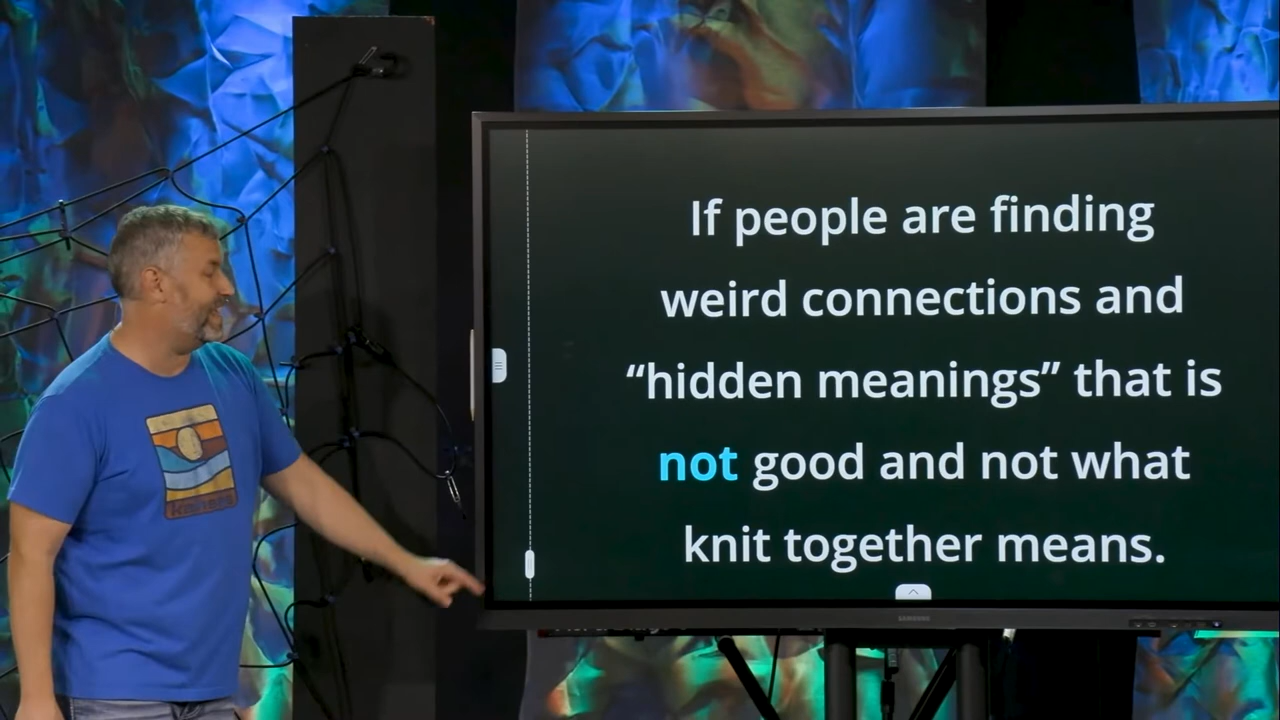 If people are finding
weird connections and
“hidden meanings” that is
not good and not what
knit together means.
SAMSUNG